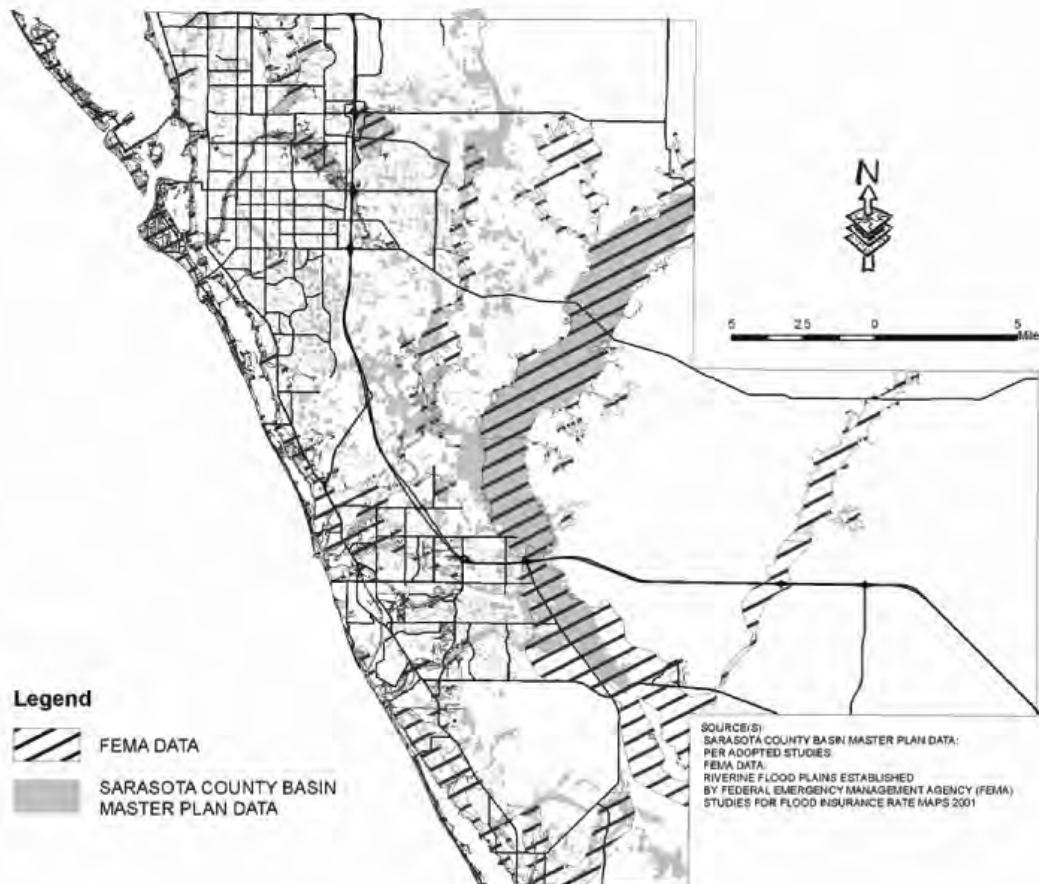 N
5 2.5 0 5
Miles
Legend
FEMA DATA
SARASOTA COUNTY BASIN
MASTER PLAN DATA
SOURCE(S):
SARASOTA COUNTY BASIN MASTER PLAN DATA:
PER ADOPTED STUDIES
FEMA DATA:
RIVERINE FLOOD PLAINS ESTABLISHED
BY FEDERAL EMERGENCY MANAGEMENT AGENCY (FEMA)
STUDIES FOR FLOOD INSURANCE RATE MAPS 2001